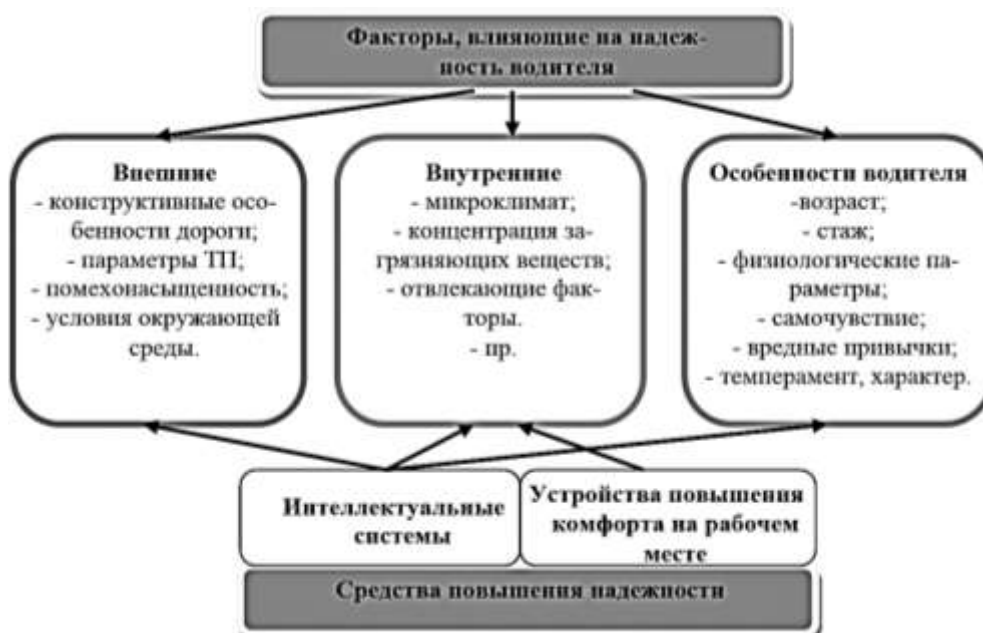 Факторы, влияющие на надеж-
ность водителя
Внешние
- конструктивные осо-
бенности дороги;
- параметры ТП;
- помехонасыщенность;
- условия окружающей
среды.
Внутренние
- микроклимат;
- концентрация за-
грязняющих веществ;
- отвлекающие фак-
торы.
- пр.
Особенности водителя
-возраст;
- стаж;
- физиологические па-
раметры;
- самочувствие;
- вредные привычки;
- темперамент, характер.
Интеллектуальные
системы
Устройства повышения
комфорта на рабочем
месте
Средства повышения надежности